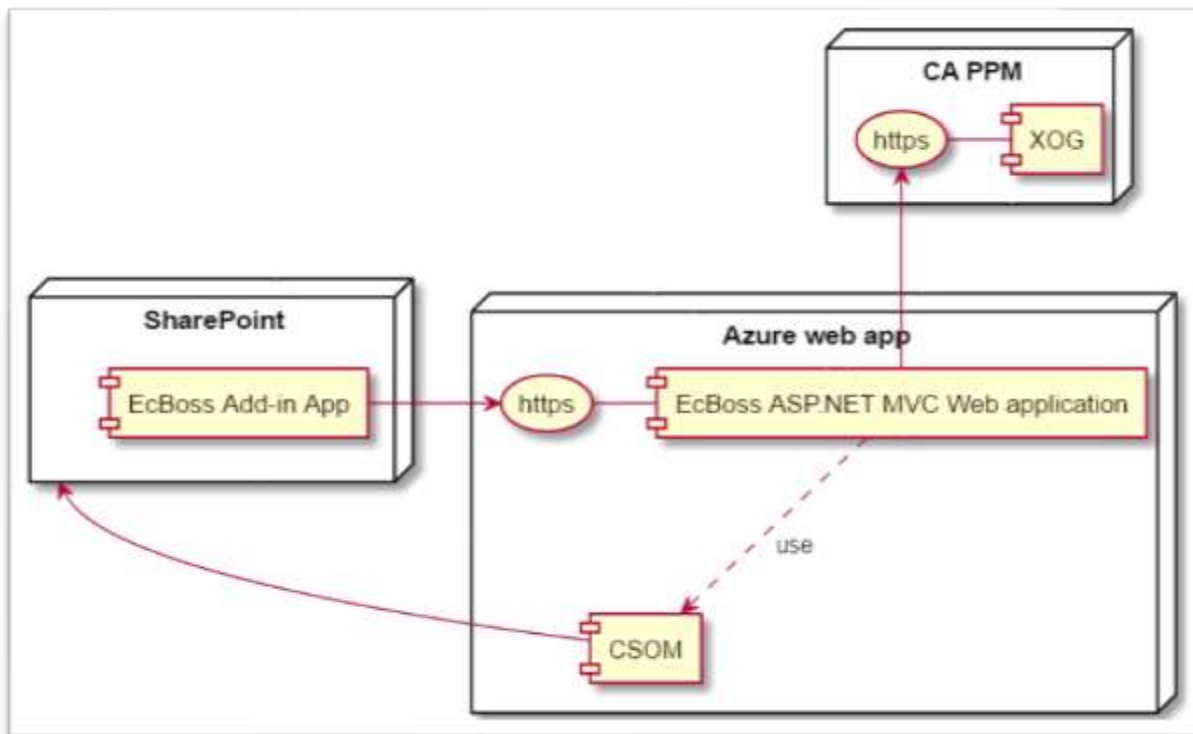 CA PPM
https
XOG
SharePoint
Azure web app
EcBoss Add-in App
https
EcBoss ASP.NET MVC Web application
use
CSOM